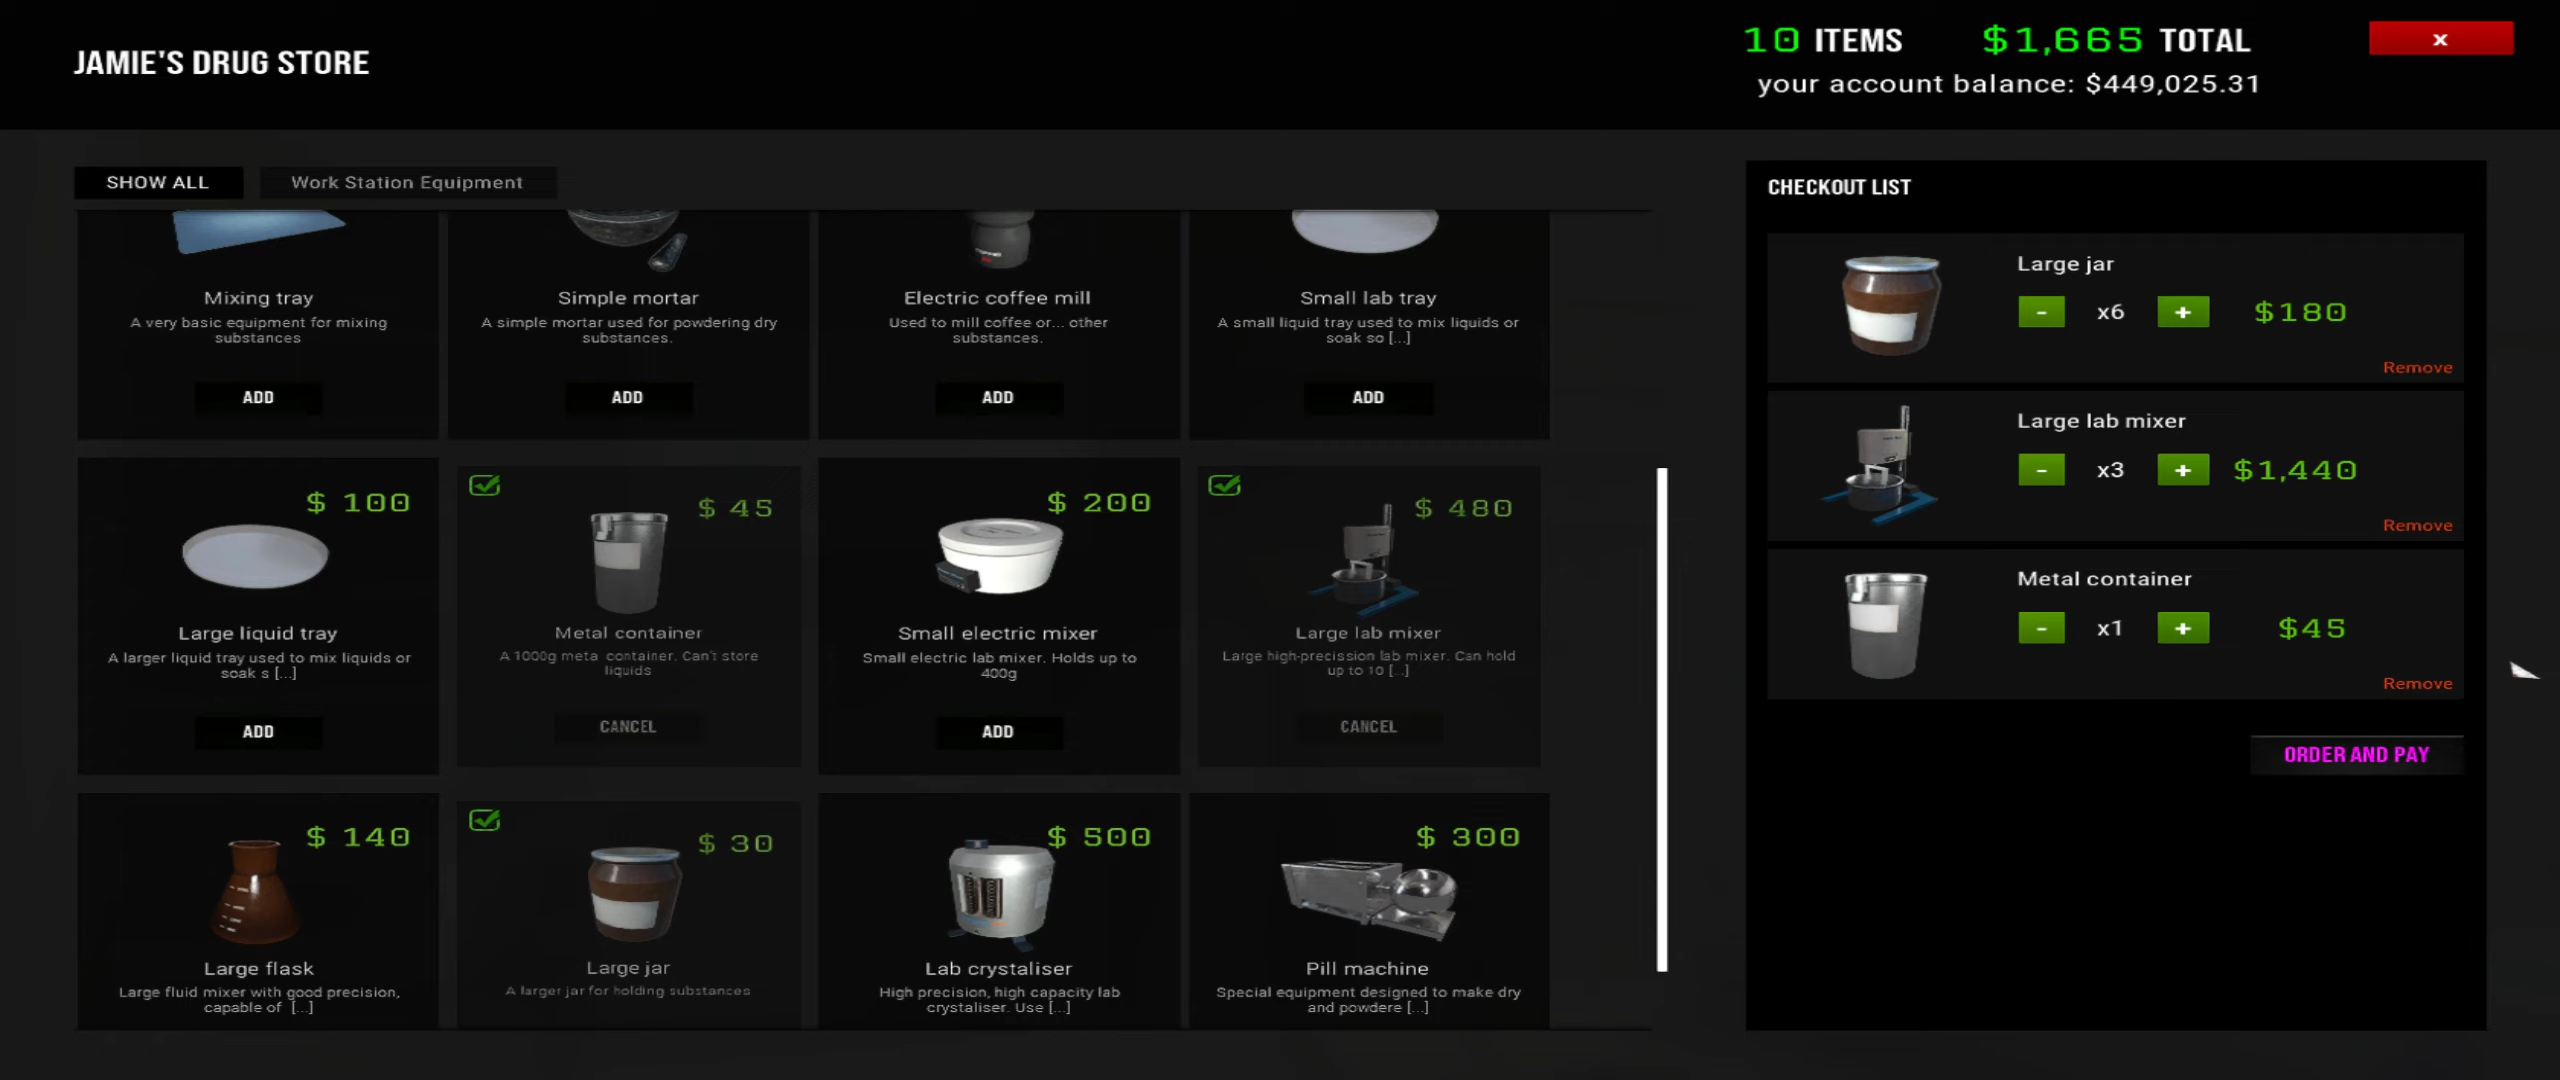 JAMIE'S DRUG STORE
10 ITEMS $1,665 TOTAL
x
your account balance: $449,025.31
SHOW ALL
Work Station Equipment
Mixing tray
A very basic equipment for mixing
substances
ADD
Simple mortar
A simple mortar used for powdering dry
substances.
ADD
Electric coffee mill
Used to mill coffee or... other
substances.
ADD
Small lab tray
A small liquid tray used to mix liquids or
soak so [...]
ADD
$ 100
Large liquid tray
A larger liquid tray used to mix liquids or
soak s [...]
ADD
$ 45
Metal container
A 1000g meta container. Can't store
liquids
CANCEL
$ 200
Small electric mixer
Small electric lab mixer. Holds up to
400g
ADD
$ 480
Large lab mixer
Large high-precission lab mixer. Can hold
up to 10 [...]
CANCEL
$ 140
Large flask
Large fluid mixer with good precision,
capable of [...]
$ 30
Large jar
A larger jar for holding substances
$ 500
Lab crystaliser
High precision, high capacity lab
crystaliser. Use [...]
$ 300
Pill machine
Special equipment designed to make dry
and powdere [...]
CHECKOUT LIST
Large jar
- x6 + $180
Remove
Large lab mixer
- x3 + $1,440
Remove
Metal container
- x1 + $45
Remove
ORDER AND PAY